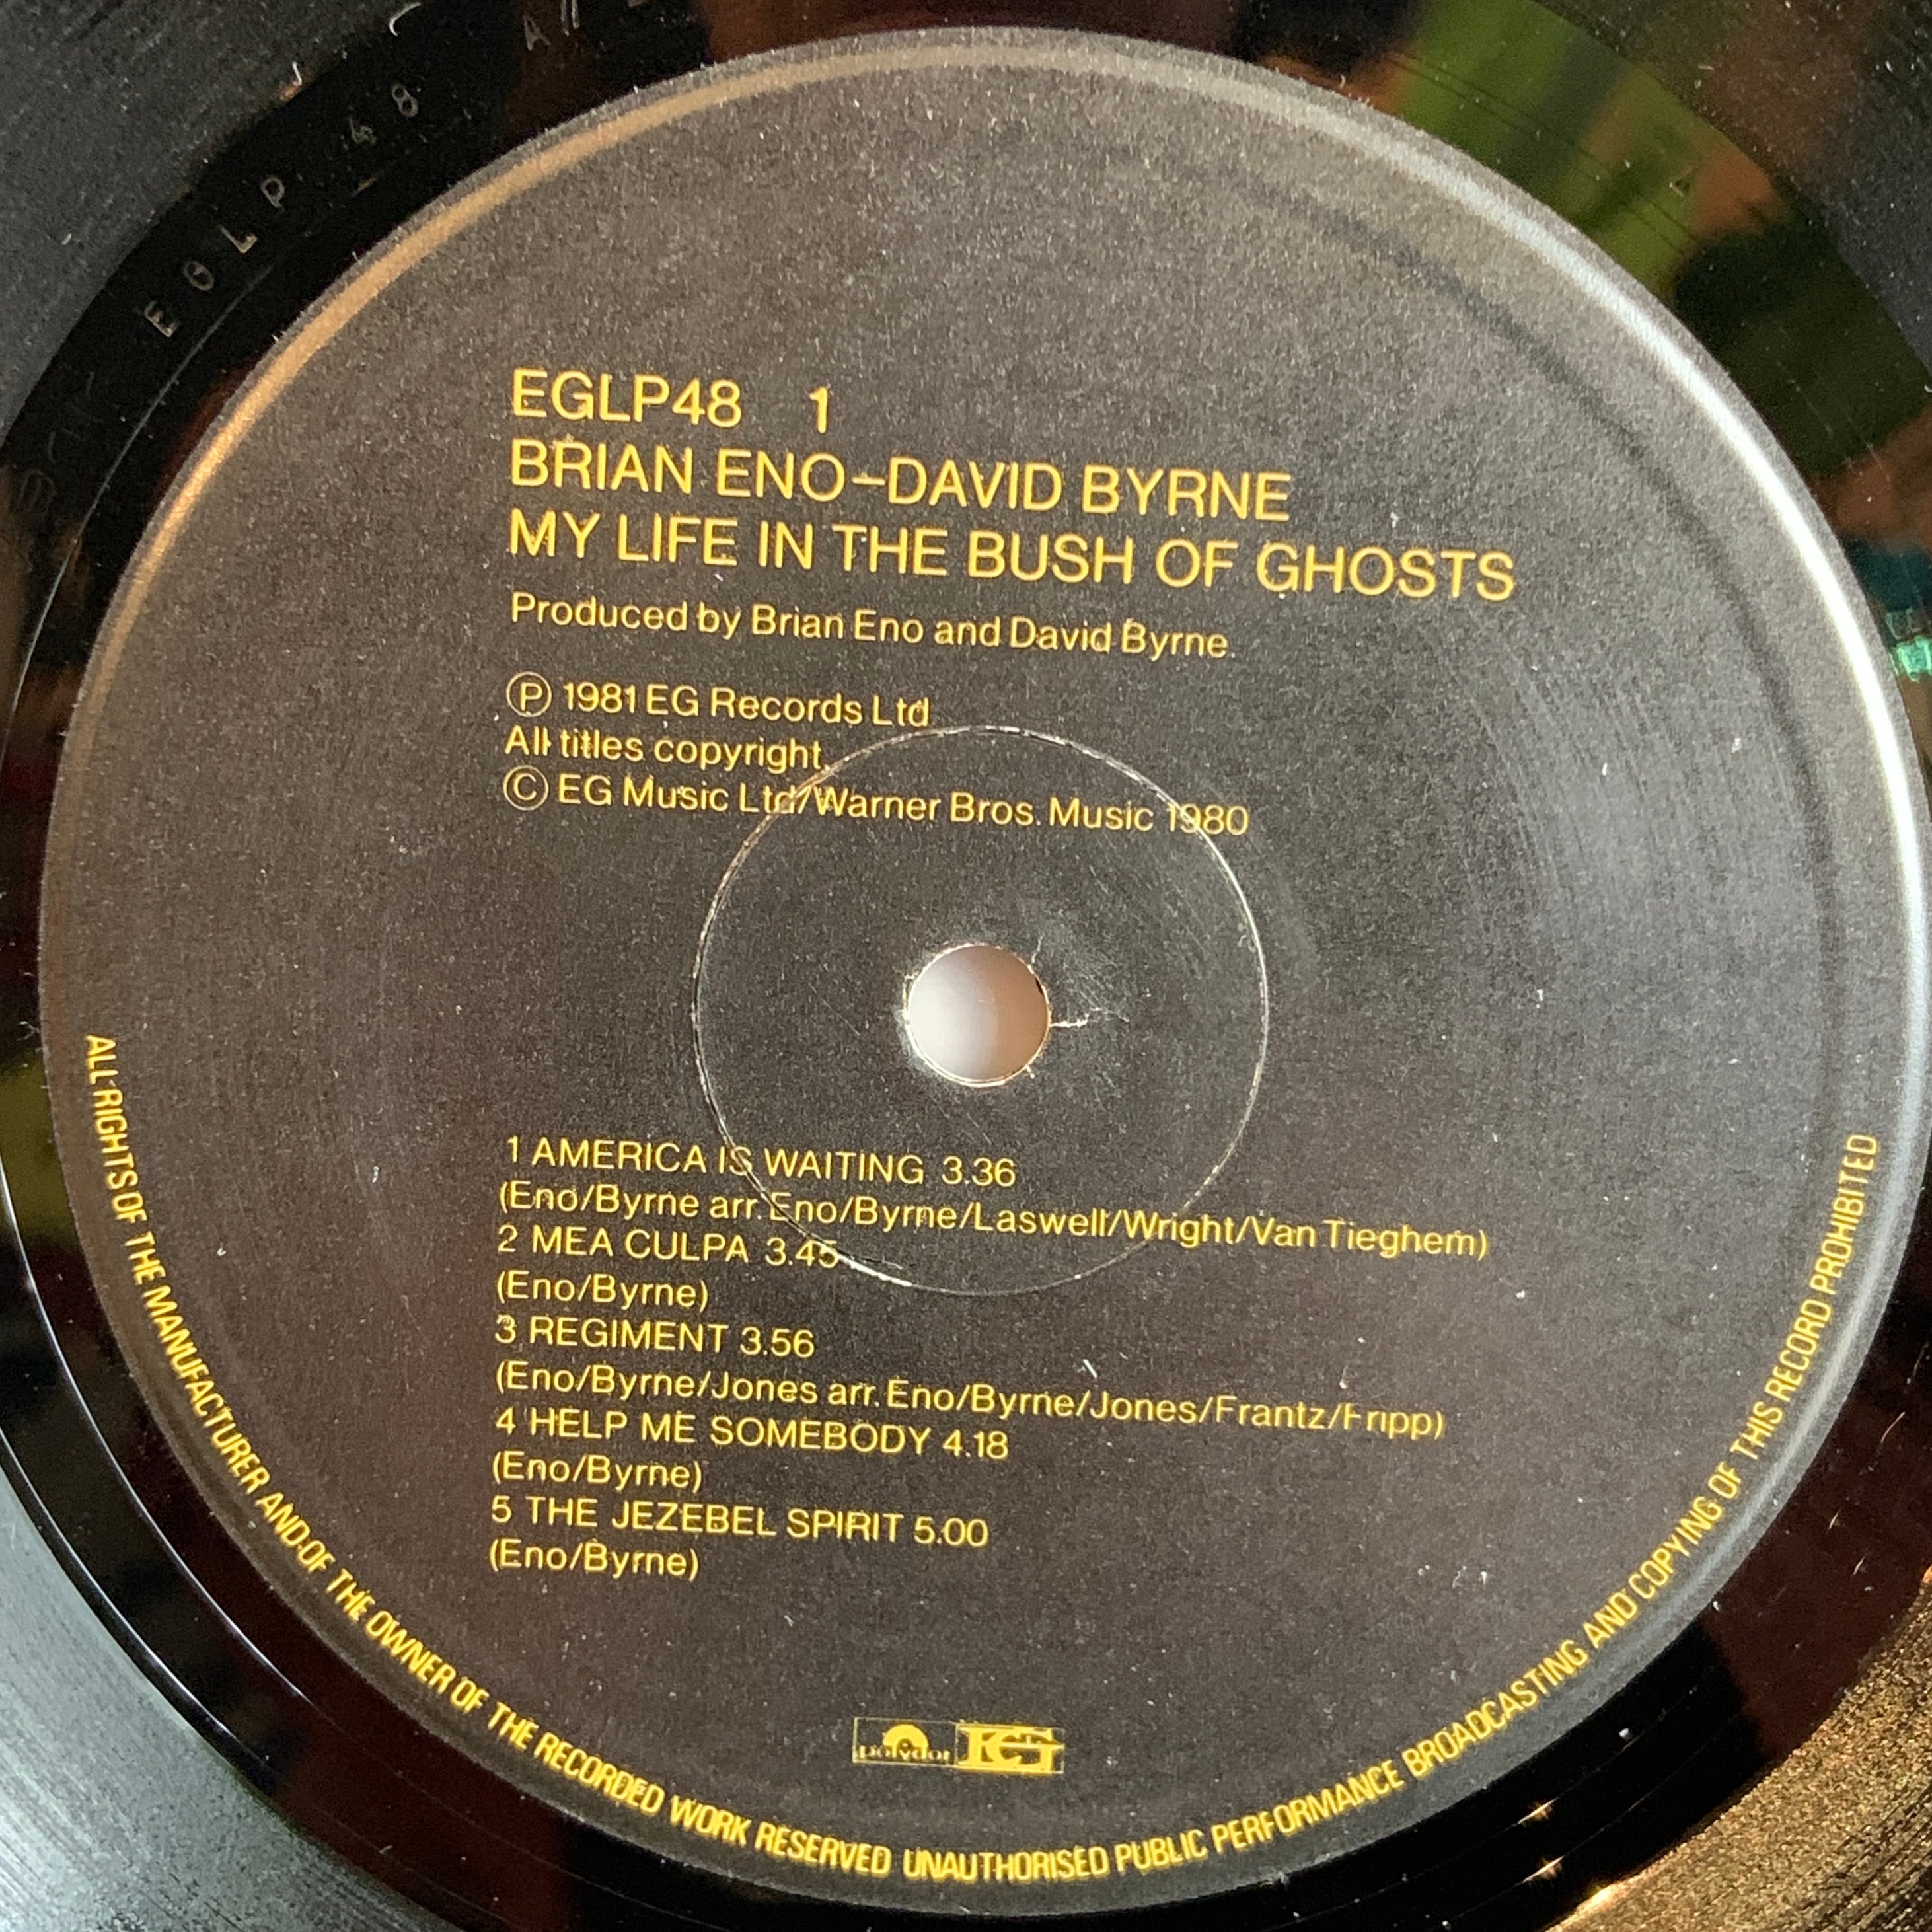 EGLP 48
EGLP48 1
BRIAN ENO–DAVID BYRNE
MY LIFE IN THE BUSH OF GHOSTS
Produced by Brian Eno and David Byrne.
Ⓟ 1981 EG Records Ltd
All titles copyright,
© EG Music Ltd/Warner Bros. Music 1980
1 AMERICA IS WAITING 3.36
(Eno/Byrne arr. Eno/Byrne/Laswell/Wright/Van Tieghem)
2 MEA CULPA 3.45
(Eno/Byrne)
3 REGIMENT 3.56
(Eno/Byrne/Jones arr. Eno/Byrne/Jones/Frantz/Fripp)
4 HELP ME SOMEBODY 4.18
(Eno/Byrne)
5 THE JEZEBEL SPIRIT 5.00
(Eno/Byrne)
polydor EG
ALL RIGHTS OF THE MANUFACTURER AND OF THE OWNER OF THE RECORDED WORK RESERVED UNAUTHORISED PUBLIC PERFORMANCE BROADCASTING AND COPYING OF THIS RECORD PROHIBITED